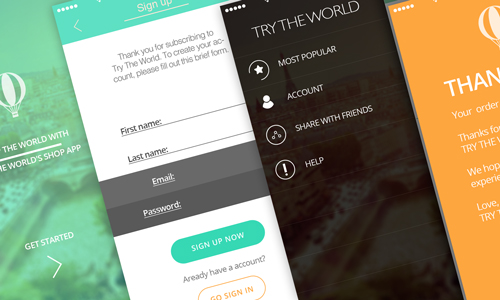 THE WORLD WITH
THE WORLD'S SHOP APP
GET STARTED
Sign up
Thank you for subscribing to
Try The World. To create your ac-
count, please fill out this brief form.
First name:
Last name:
Email:
Password:
SIGN UP NOW
Aready have a account?
GO SIGN IN
TRY THE WORLD
MOST POPULAR
ACCOUNT
SHARE WITH FRIENDS
HELP
THAN
Your order
Thanks fo
TRY THE W
We hop
experie
Love,
TRY